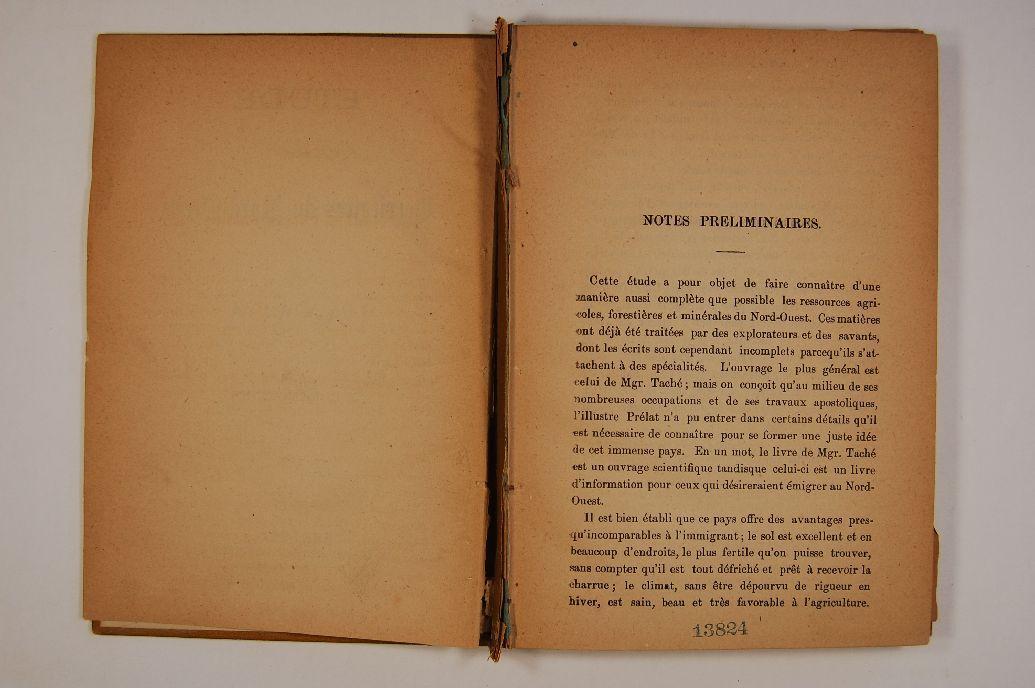 NOTES PRELIMINAIRES.
Cette étude a pour objet de faire connaître d'une
manière aussi complète que possible les ressources agri-
coles, forestières et minérales du Nord-Ouest. Ces matières
ont déjà été traitées par des explorateurs et des savants,
dont les écrits sont cependant incomplets parcequ'ils s'at-
tachent à des spécialités. L'ouvrage le plus général est
celui de Mgr. Taché ; mais on conçoit qu'au milieu de ses
nombreuses occupations et de ses travaux apostoliques,
l'illustre Prélat n'a pu entrer dans certains détails qu'il
est nécessaire de connaître pour se former une juste idée
de cet immense pays. En un mot, le livre de Mgr. Taché
est un ouvrage scientifique tandisque celui-ci est un livre
d'information pour ceux qui désireraient émigrer au Nord-
Ouest.
Il est bien établi que ce pays offre des avantages pres-
qu'incomparables à l'immigrant ; le sol est excellent et en
beaucoup d'endroits, le plus fertile qu'on puisse trouver,
sans compter qu'il est tout défriché et prêt à recevoir la
charrue ; le climat, sans être dépourvu de rigueur en
hiver, est sain, beau et très favorable à l'agriculture.
13824